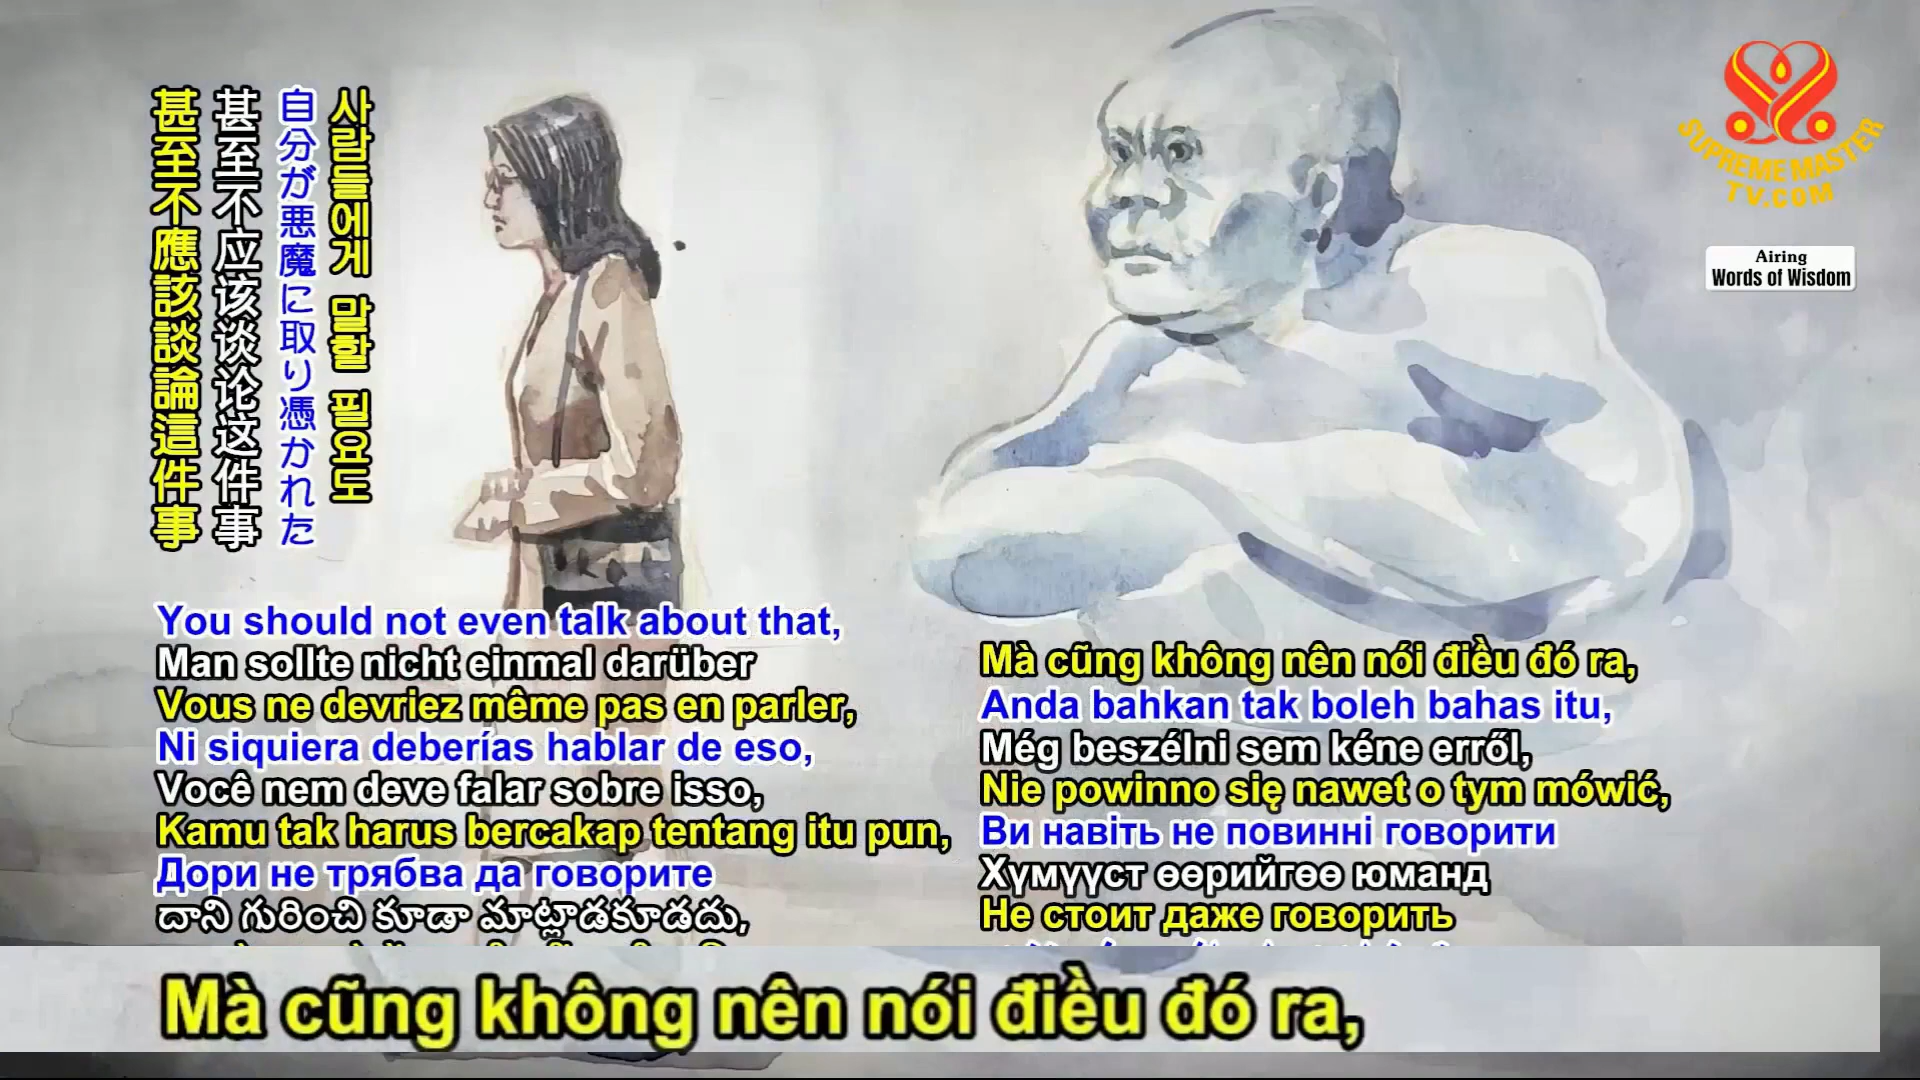 甚至不應該談論這件事
甚至不应该谈论这件事
自分が悪魔に取り憑かれた
사람들에게 말할 필요도
SUPREME MASTER
TV.COM
Airing
Words of Wisdom
You should not even talk about that,
Man sollte nicht einmal darüber
Vous ne devriez même pas en parler,
Ni siquiera deberías hablar de eso,
Você nem deve falar sobre isso,
Kamu tak harus bercakap tentang itu pun,
Дори не трябва да говорите
దాని గురించి కూడా మాట్లాడకూడదు,
Mà cũng không nên nói điều đó ra,
Anda bahkan tak boleh bahas itu,
Még beszélni sem kéne erről,
Nie powinno się nawet o tym mówić,
Ви навіть не повинні говорити
Хүмүүст өөрийгөө юманд
Не стоит даже говорить
Mà cũng không nên nói điều đó ra,